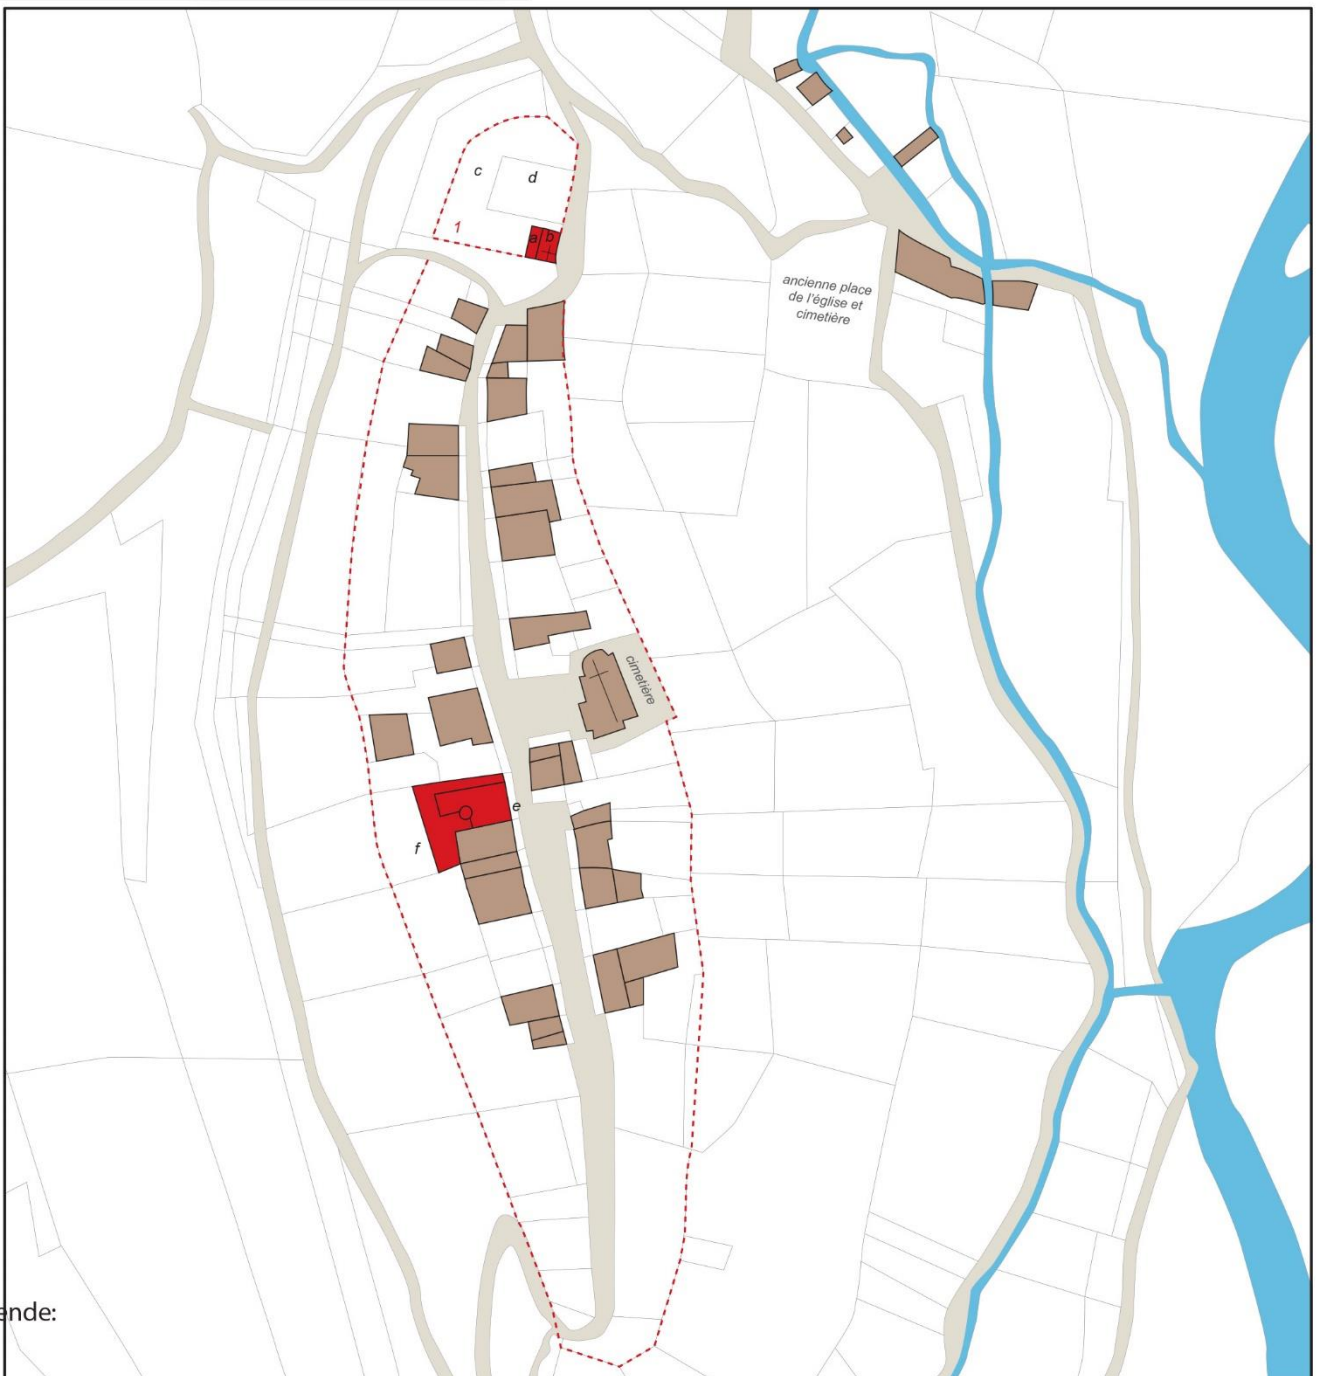 c
d
1
a
b
ancienne place
de l'église et
cimetière
cimetière
e
f
ende: